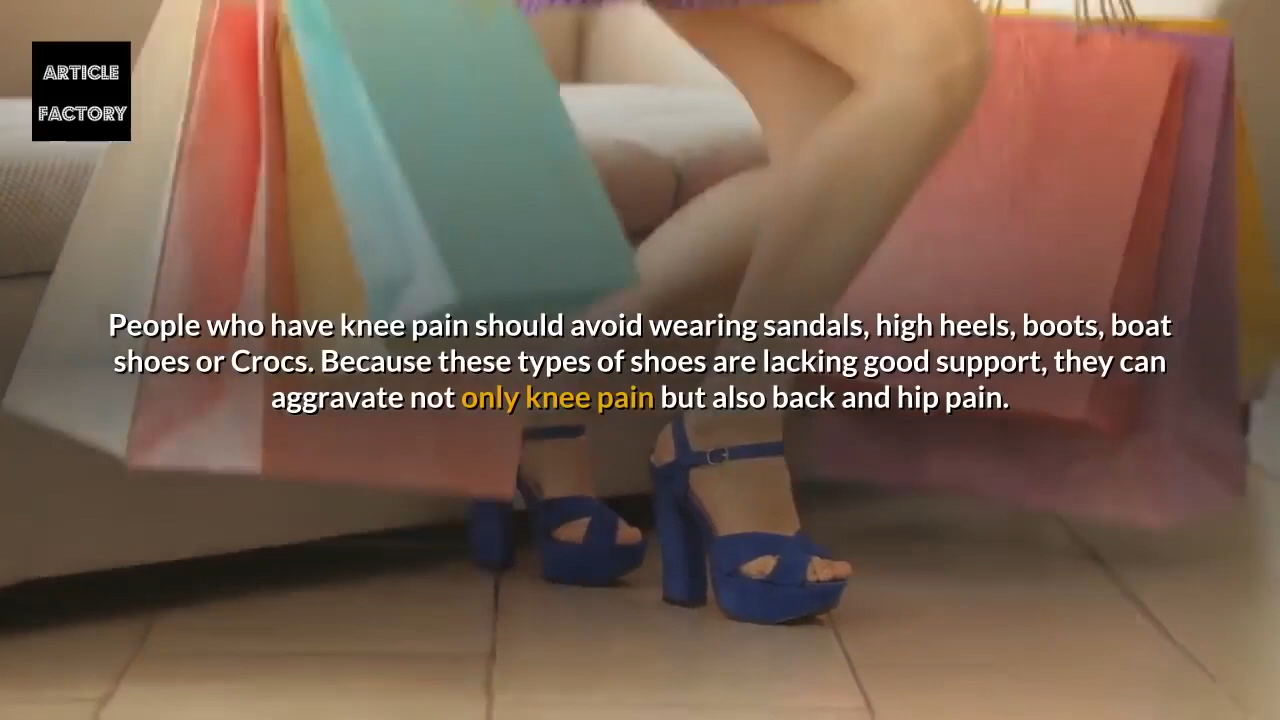 ARTICLE
FACTORY
People who have knee pain should avoid wearing sandals, high heels, boots, boat
shoes or Crocs. Because these types of shoes are lacking good support, they can
aggravate not only knee pain but also back and hip pain.